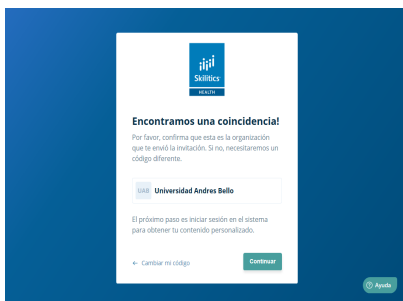 Skilitics
HEALTH
Encontramos una coincidencia!
Por favor, confirma que esta es la organización
que te envió la invitación. Si no, necesitaremos un
código diferente.
UAB Universidad Andres Bello
El próximo paso es iniciar sesión en el sistema
para obtener tu contenido personalizado.
← Cambiar mi código Continuar
? Ayuda